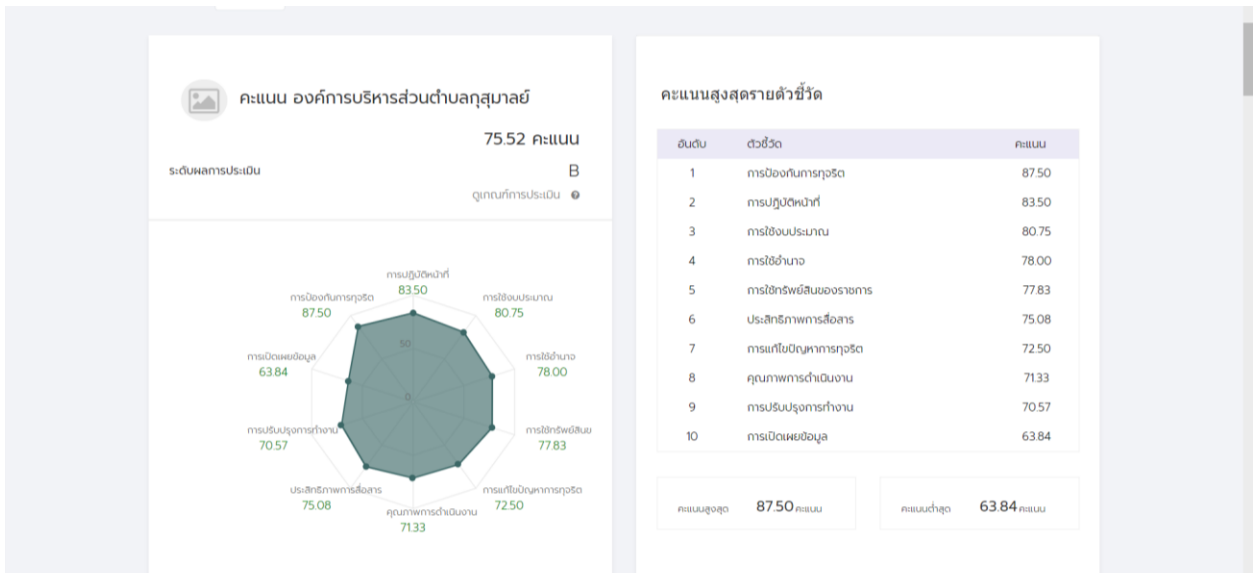 คะแนน องค์การบริหารส่วนตำบลกุสุมาลย์
75.52 คะแนน
ระดับผลการประเมิน B
ดูเกณฑ์การประเมิน ?
การปฏิบัติหน้าที่
83.50
การป้องกันการทุจริต
87.50
การใช้งบประมาณ
80.75
50
การเปิดเผยข้อมูล
63.84
การใช้อำนาจ
78.00
0
การปรับปรุงการทำงาน
70.57
การใช้ทรัพย์สินข
77.83
ประสิทธิภาพการสื่อสาร
75.08
การแก้ไขปัญหาการทุจริต
72.50
คุณภาพการดำเนินงาน
71.33
คะแนนสูงสุดรายตัวชี้วัด
อันดับ ตัวชี้วัด คะแนน
1 การป้องกันการทุจริต 87.50
2 การปฏิบัติหน้าที่ 83.50
3 การใช้งบประมาณ 80.75
4 การใช้อำนาจ 78.00
5 การใช้ทรัพย์สินของราชการ 77.83
6 ประสิทธิภาพการสื่อสาร 75.08
7 การแก้ไขปัญหาการทุจริต 72.50
8 คุณภาพการดำเนินงาน 71.33
9 การปรับปรุงการทำงาน 70.57
10 การเปิดเผยข้อมูล 63.84
คะแนนสูงสุด 87.50 คะแนน
คะแนนต่ำสุด 63.84 คะแนน